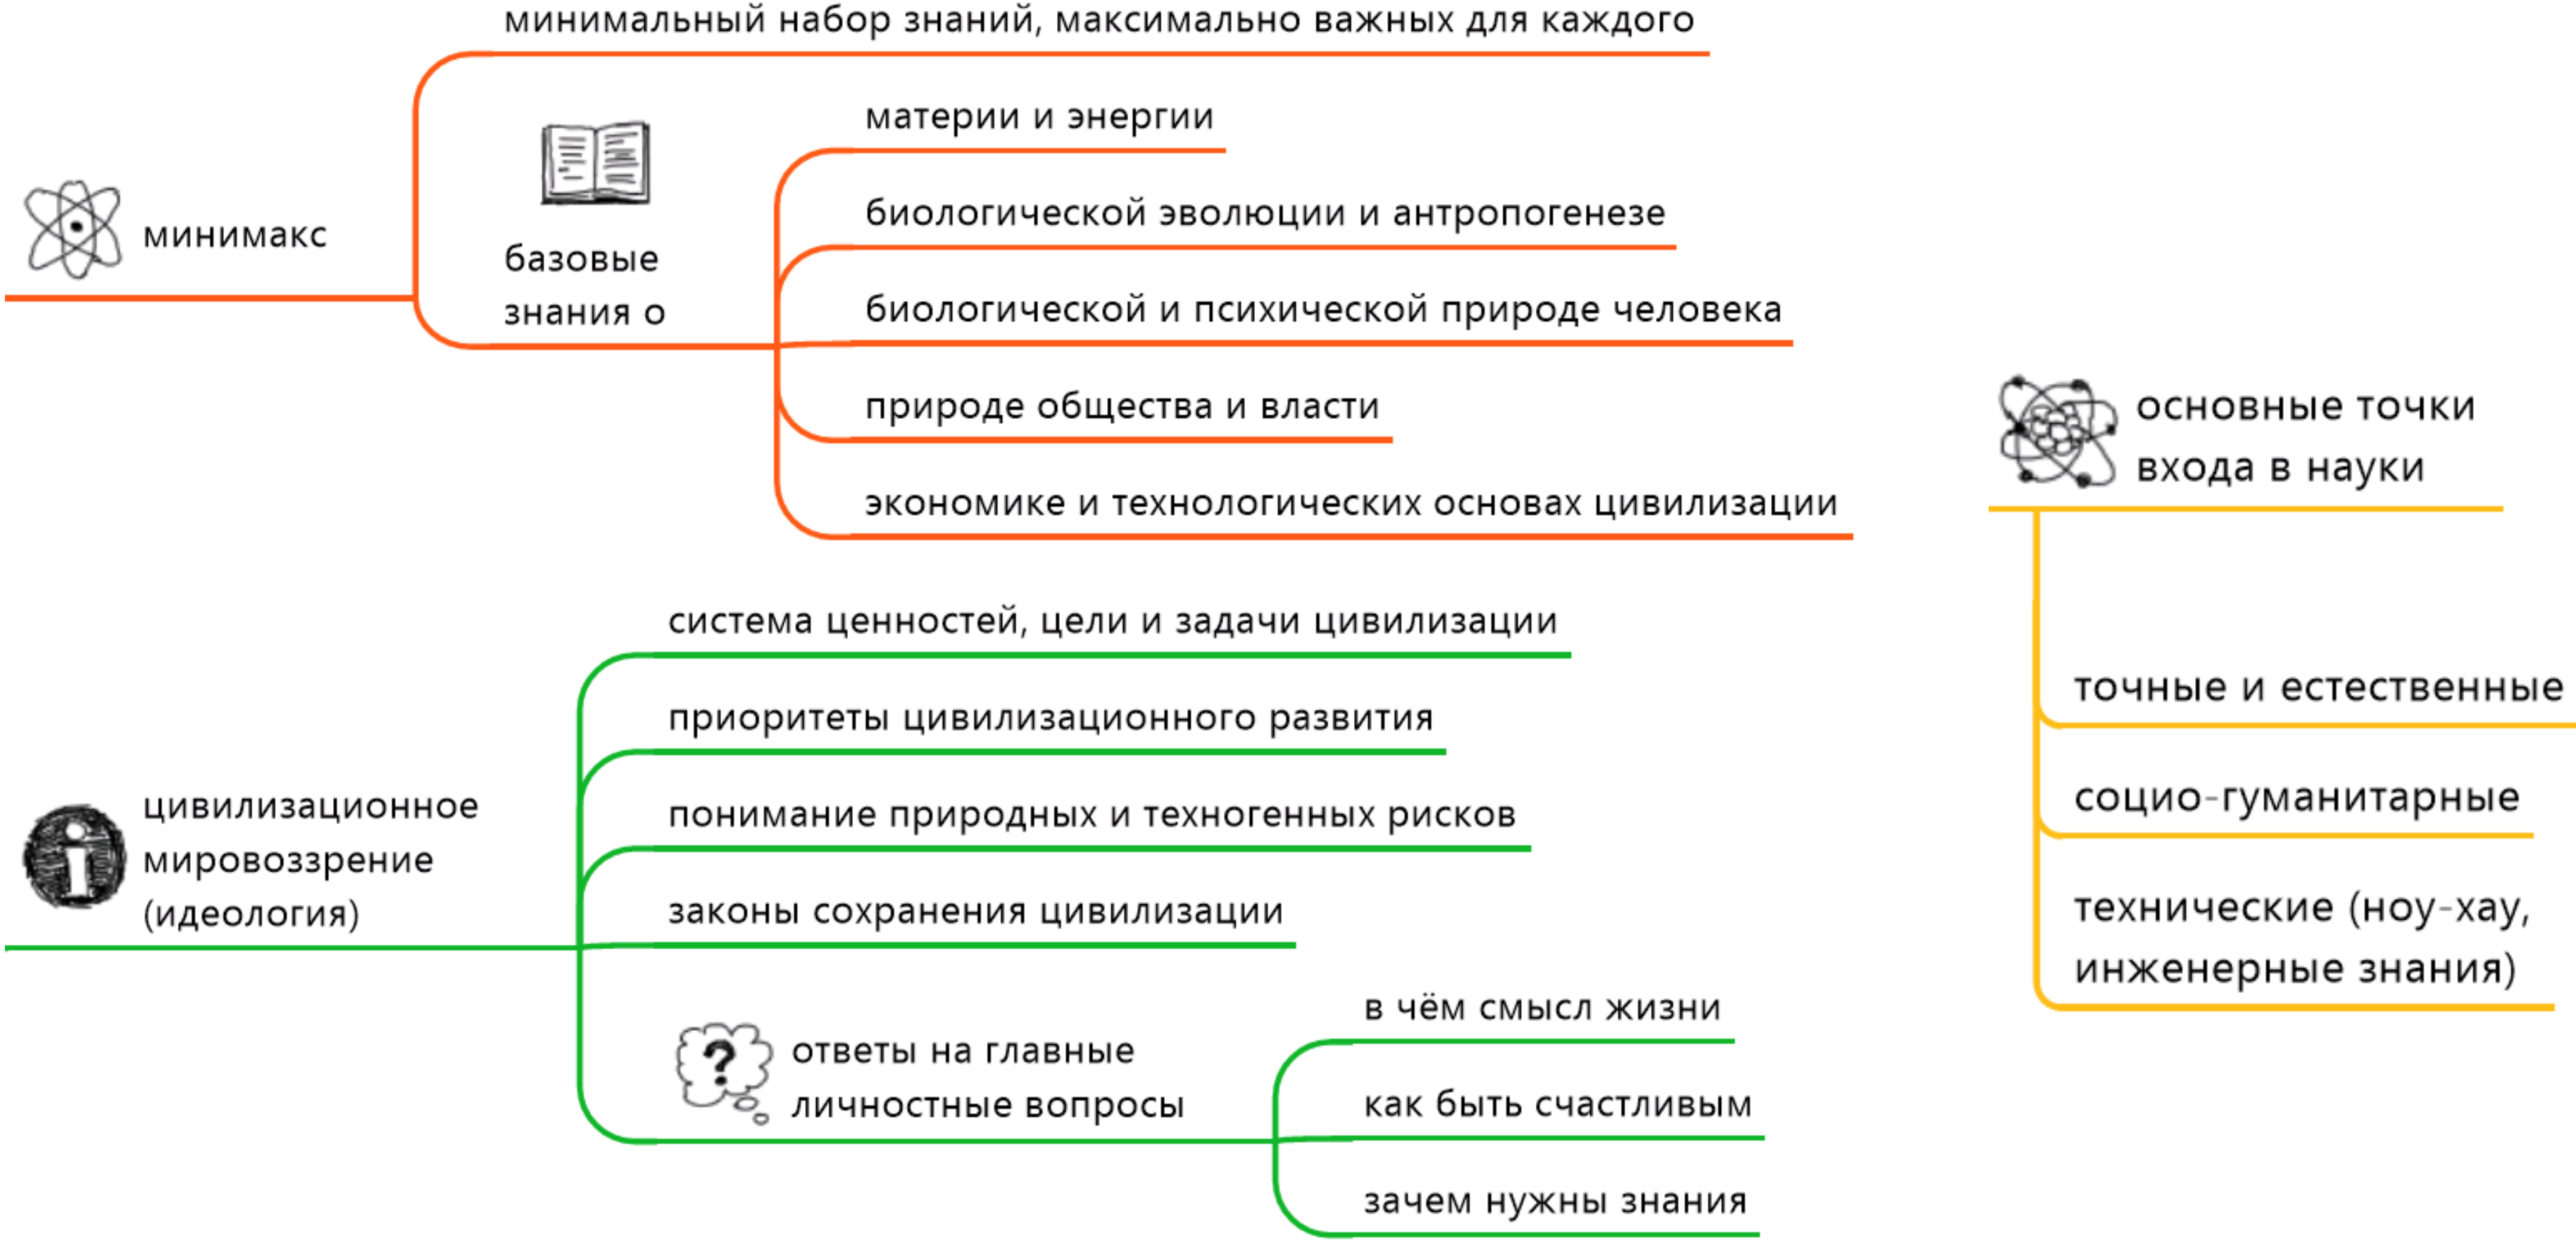 минимальный набор знаний, максимально важных для каждого
минимакс
базовые
знания о
материи и энергии
биологической эволюции и антропогенезе
биологической и психической природе человека
природе общества и власти
экономике и технологических основах цивилизации
цивилизационное
мировоззрение
(идеология)
система ценностей, цели и задачи цивилизации
приоритеты цивилизационного развития
понимание природных и техногенных рисков
законы сохранения цивилизации
?
ответы на главные
личностные вопросы
в чём смысл жизни
как быть счастливым
зачем нужны знания
основные точки
входа в науки
точные и естественные
социо-гуманитарные
технические (ноу-хау,
инженерные знания)